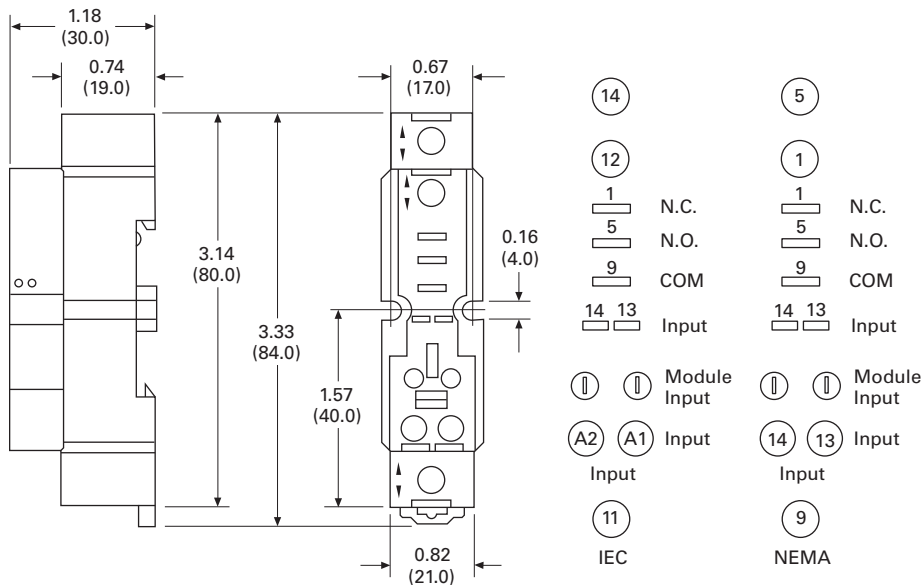 1.18
(30.0)
0.74
(19.0)
3.14
(80.0)
3.33
(84.0)
0.67
(17.0)
0.16
(4.0)
1.57
(40.0)
0.82
(21.0)
14
12
1 N.C.
5 N.O.
9 COM
14 13 Input
Module
Input
A2 A1 Input
Input
11
IEC
5
1
1 N.C.
5 N.O.
9 COM
14 13 Input
Module
Input
14 13 Input
Input
9
NEMA